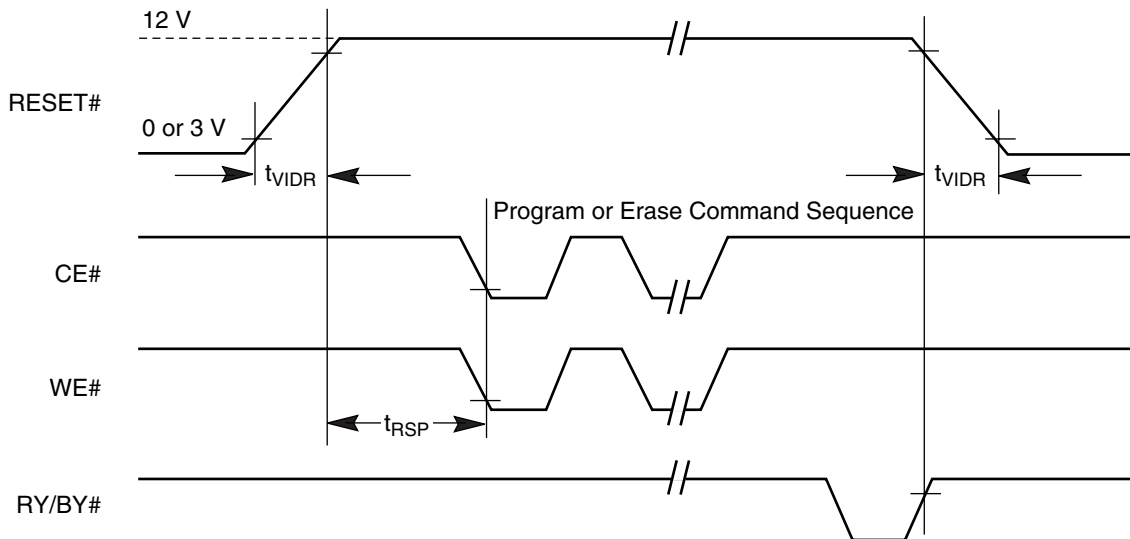 12 V
RESET#
0 or 3 V
tVIDR
tVIDR
Program or Erase Command Sequence
CE#
WE#
tRSP
RY/BY#